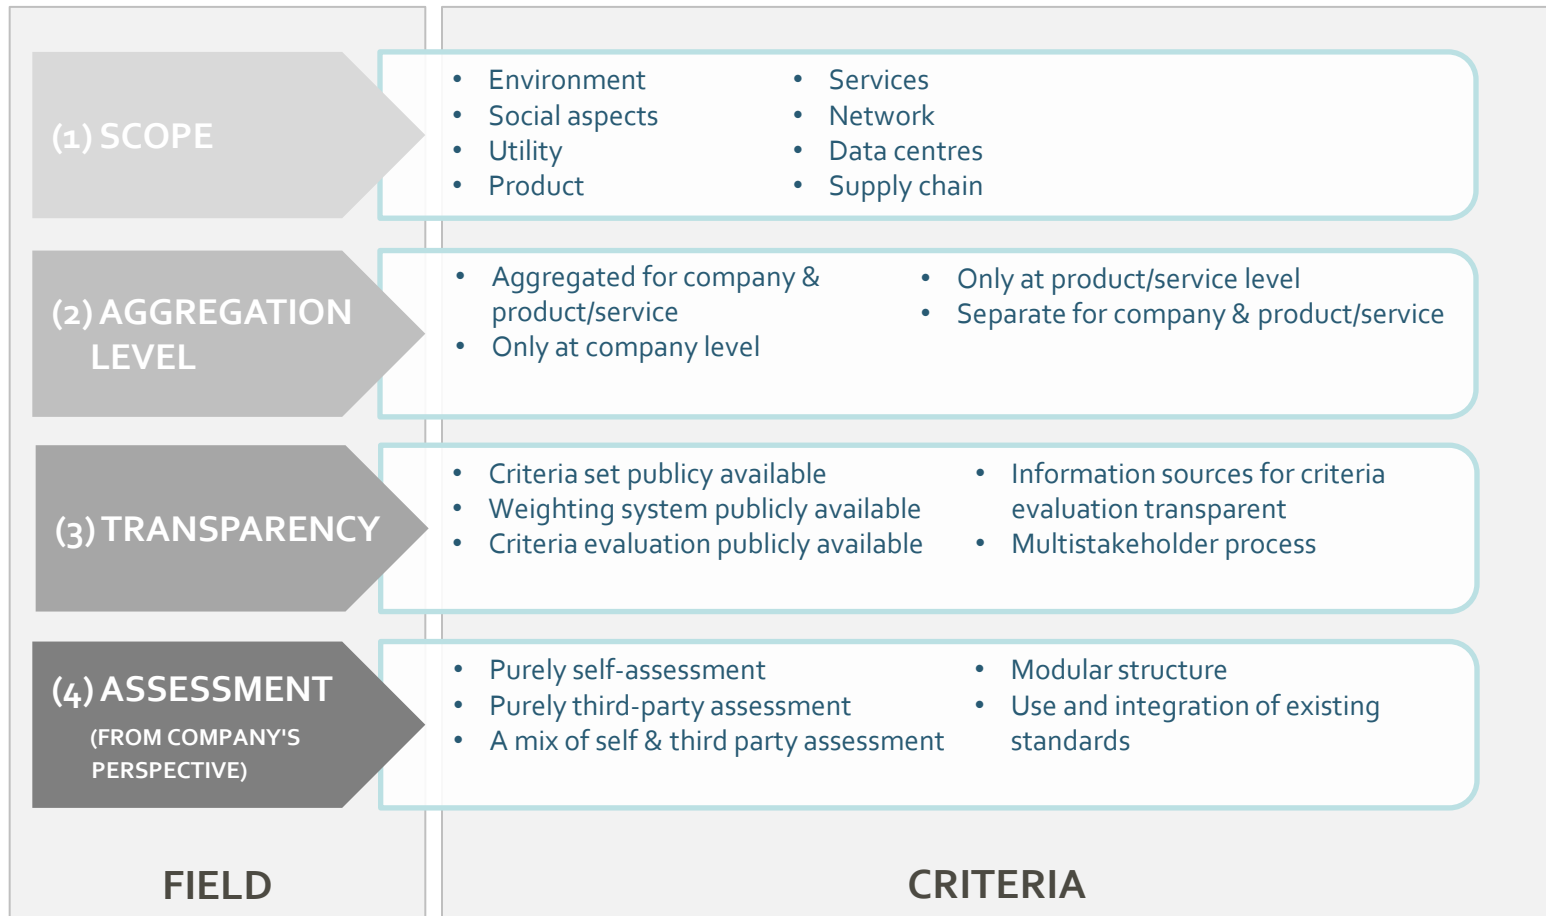 (1) SCOPE
• Environment
• Social aspects
• Utility
• Product
• Services
• Network
• Data centres
• Supply chain
(2) AGGREGATION
LEVEL
• Aggregated for company &
product/service
• Only at company level
• Only at product/service level
• Separate for company & product/service
(3) TRANSPARENCY
• Criteria set publicy available
• Weighting system publicly available
• Criteria evaluation publicly available
• Information sources for criteria
evaluation transparent
• Multistakeholder process
(4) ASSESSMENT
(FROM COMPANY'S
PERSPECTIVE)
• Purely self-assessment
• Purely third-party assessment
• A mix of self & third party assessment
• Modular structure
• Use and integration of existing
standards
FIELD
CRITERIA